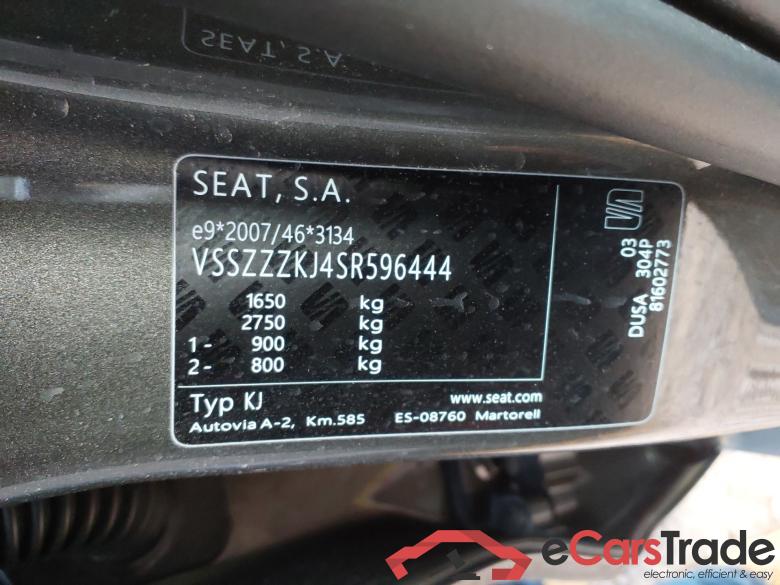 SEAT, S.A.
SEAT, S.A.
e9*2007/46*3134
VSSZZZKJ4SR596444
1650 kg
2750 kg
1- 900 kg
2- 800 kg
Typ KJ
www.seat.com
Autovia A-2, Km.585 ES-08760 Martorell
03
DUSA 304P
81602773
eCarsTrade
electronic, efficient & easy